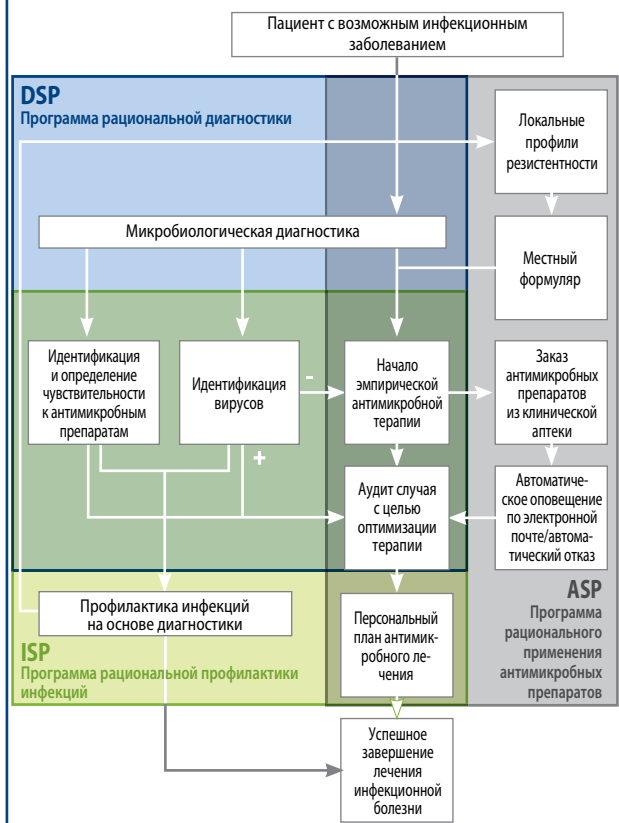 Пациент с возможным инфекционным
заболеванием
DSP
Программа рациональной диагностики
Локальные
профили
резистентности
Микробиологическая диагностика
Местный
формуляр
Идентификация
и определение
чувствительности
к антимикробным
препаратам
Идентификация
вирусов
-
+
Начало
эмпирической
антимикробной
терапии
Заказ
антимикробных
препаратов
из клинической
аптеки
Аудит случая
с целью
оптимизации
терапии
Автоматиче-
ское оповещение
по электронной
почте/автома-
тический отказ
ASP
Программа
рационального
применения
антимикробных
препаратов
Профилактика инфекций
на основе диагностики
ISP
Программа рациональной профилактики
инфекций
Персональный
план антимик-
робного ле-
чения
Успешное
завершение
лечения
инфекционной
болезни